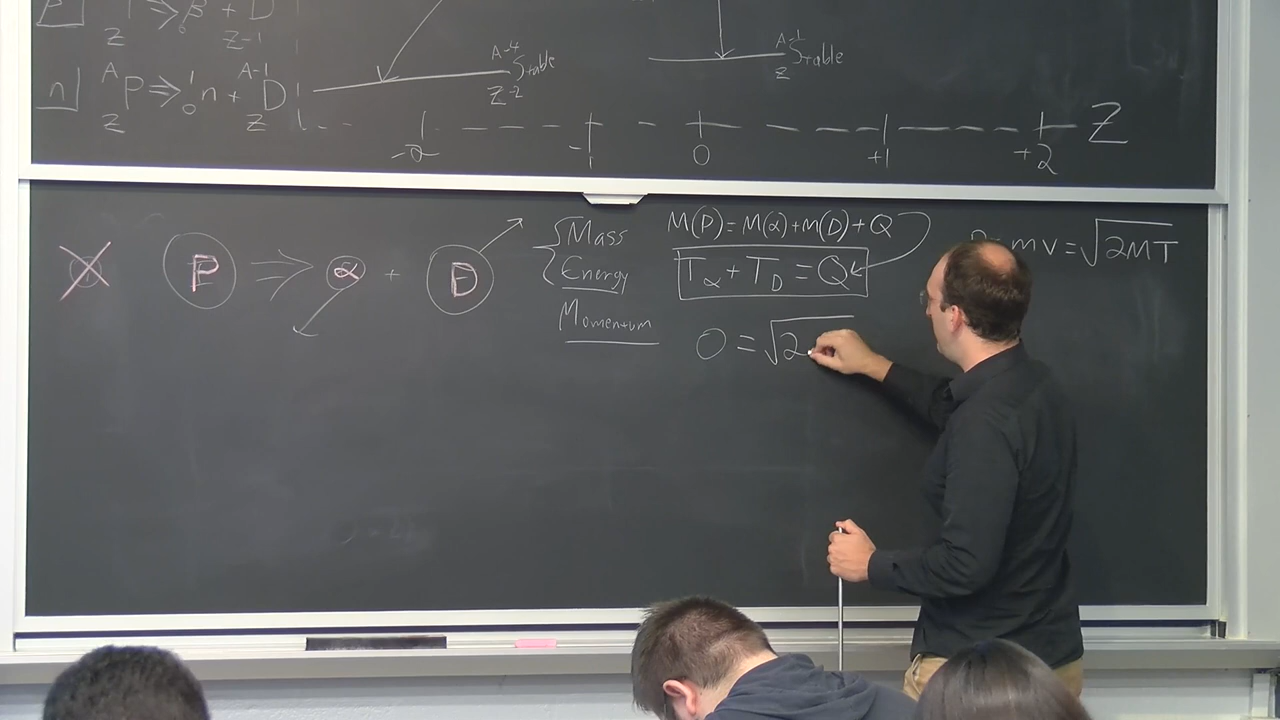 Z ⇒ β + D
Z-1
A-4 Stable
Z-2
A-1 Stable
Z
n A P ⇒ 1 n + A-1 D
Z 0 Z
-2 -1 0 +1 +2 Z
P ⇒ α + D
Mass M(P) = M(α) + M(D) + Q
Energy Tα + TD = Q
mv = √2MT
Momentum 0 = √2